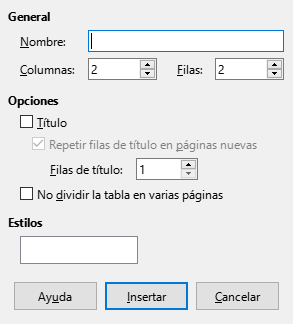 General
Nombre:
Columnas: 2 Filas: 2
Opciones
Título
Repetir filas de título en páginas nuevas
Filas de título: 1
No dividir la tabla en varias páginas
Estilos
Ayuda Insertar Cancelar